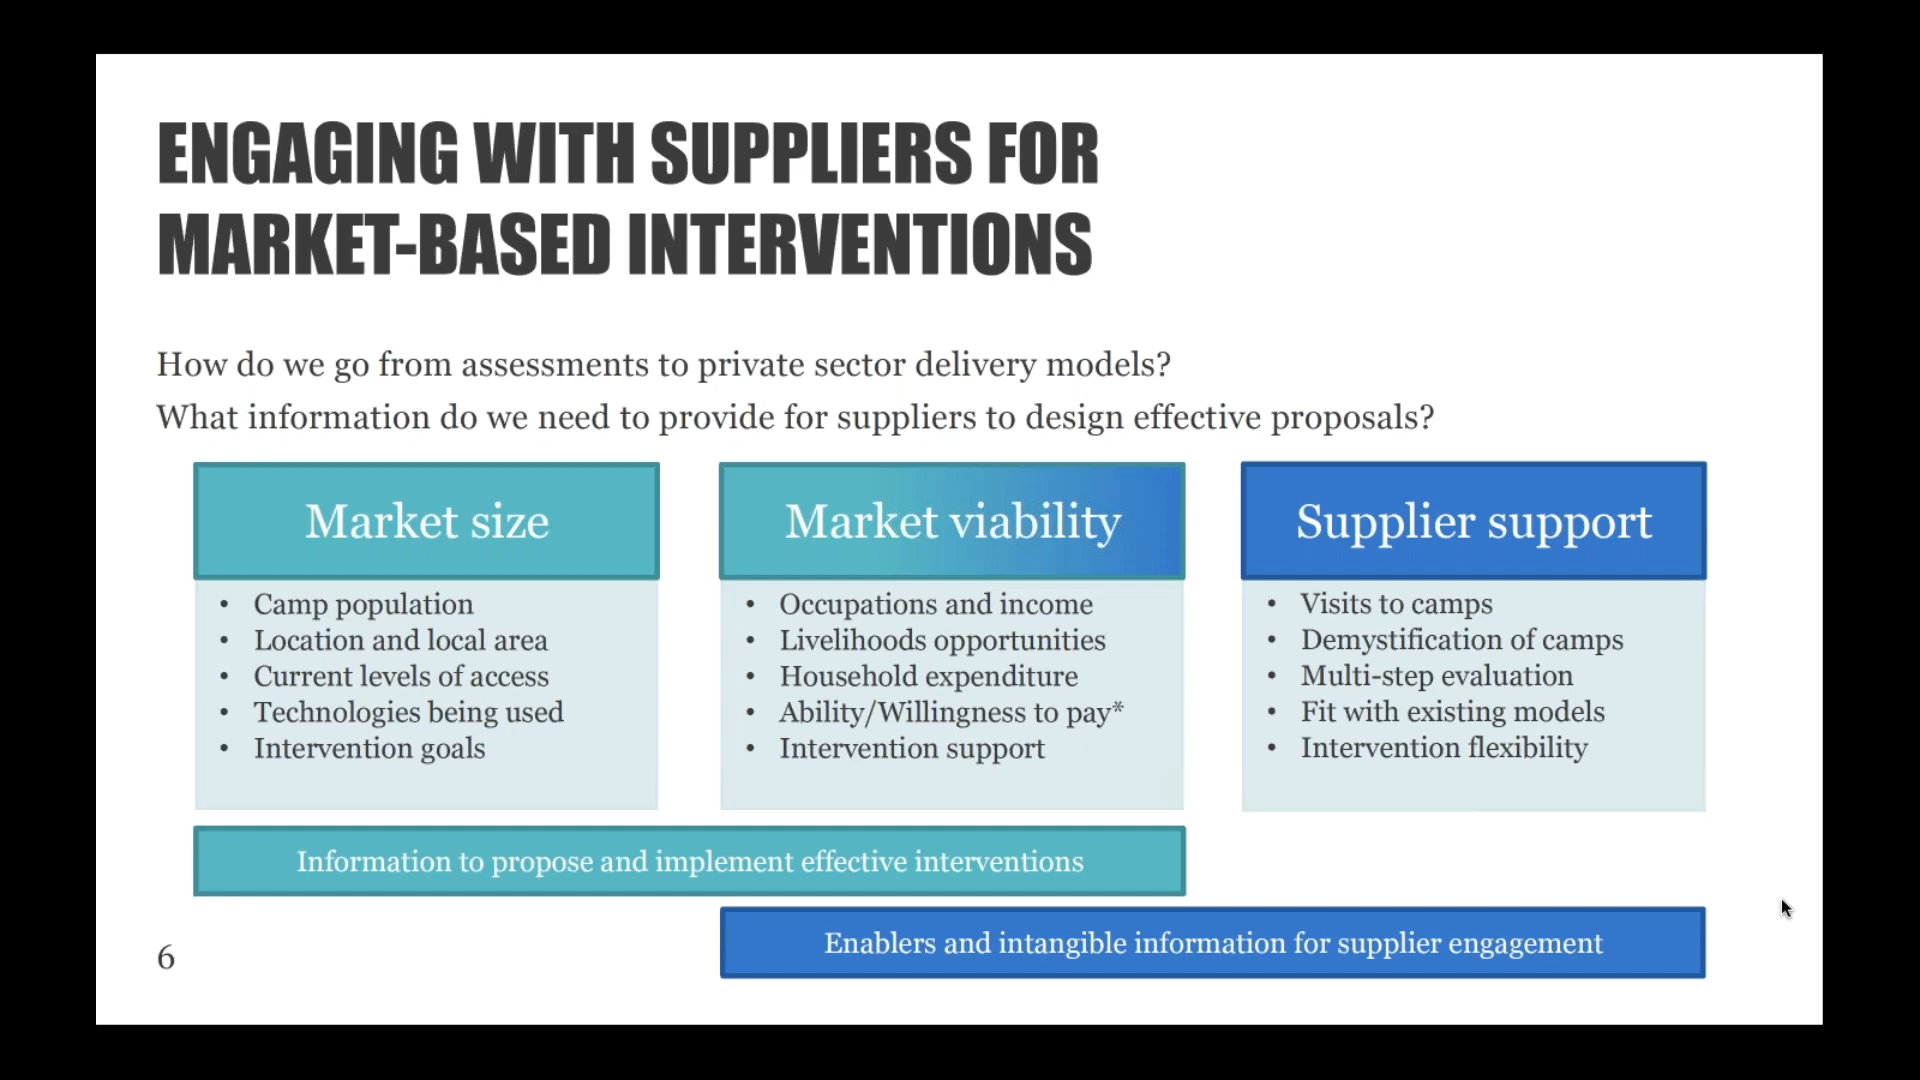 ENGAGING WITH SUPPLIERS FOR
MARKET-BASED INTERVENTIONS
How do we go from assessments to private sector delivery models?
What information do we need to provide for suppliers to design effective proposals?
Market size
• Camp population
• Location and local area
• Current levels of access
• Technologies being used
• Intervention goals
Market viability
• Occupations and income
• Livelihoods opportunities
• Household expenditure
• Ability/Willingness to pay*
• Intervention support
Supplier support
• Visits to camps
• Demystification of camps
• Multi-step evaluation
• Fit with existing models
• Intervention flexibility
Information to propose and implement effective interventions
Enablers and intangible information for supplier engagement
6